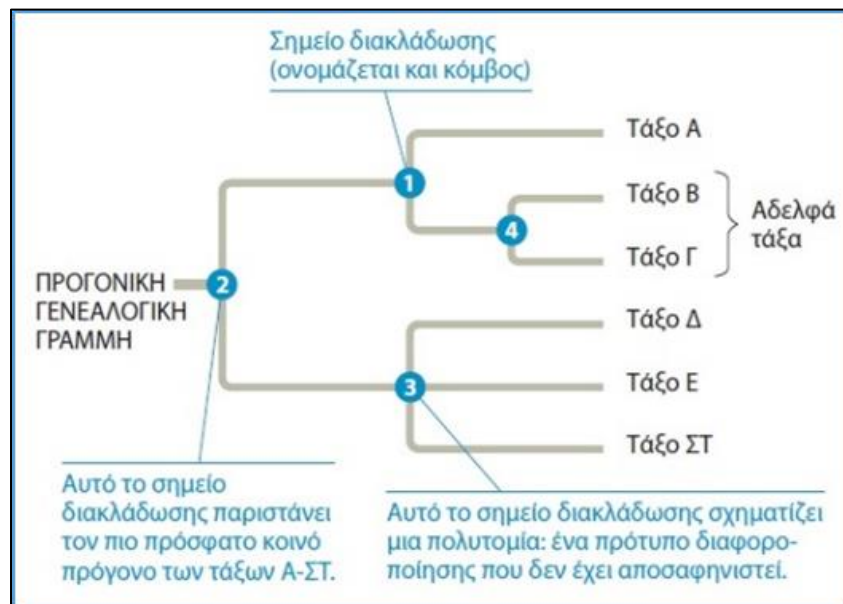 Σημείο διακλάδωσης
(ονομάζεται και κόμβος)
Τάξο Α
1
Τάξο Β
4
Αδελφά
τάξα
Τάξο Γ
ΠΡΟΓΟΝΙΚΗ
ΓΕΝΕΑΛΟΓΙΚΗ
ΓΡΑΜΜΗ
2
Τάξο Δ
3
Τάξο Ε
Τάξο ΣΤ
Αυτό το σημείο
διακλάδωσης παριστάνει
τον πιο πρόσφατο κοινό
πρόγονο των τάξων Α-ΣΤ.
Αυτό το σημείο διακλάδωσης σχηματίζει
μια πολυτομία: ένα πρότυπο διαφορο-
ποίησης που δεν έχει αποσαφηνιστεί.